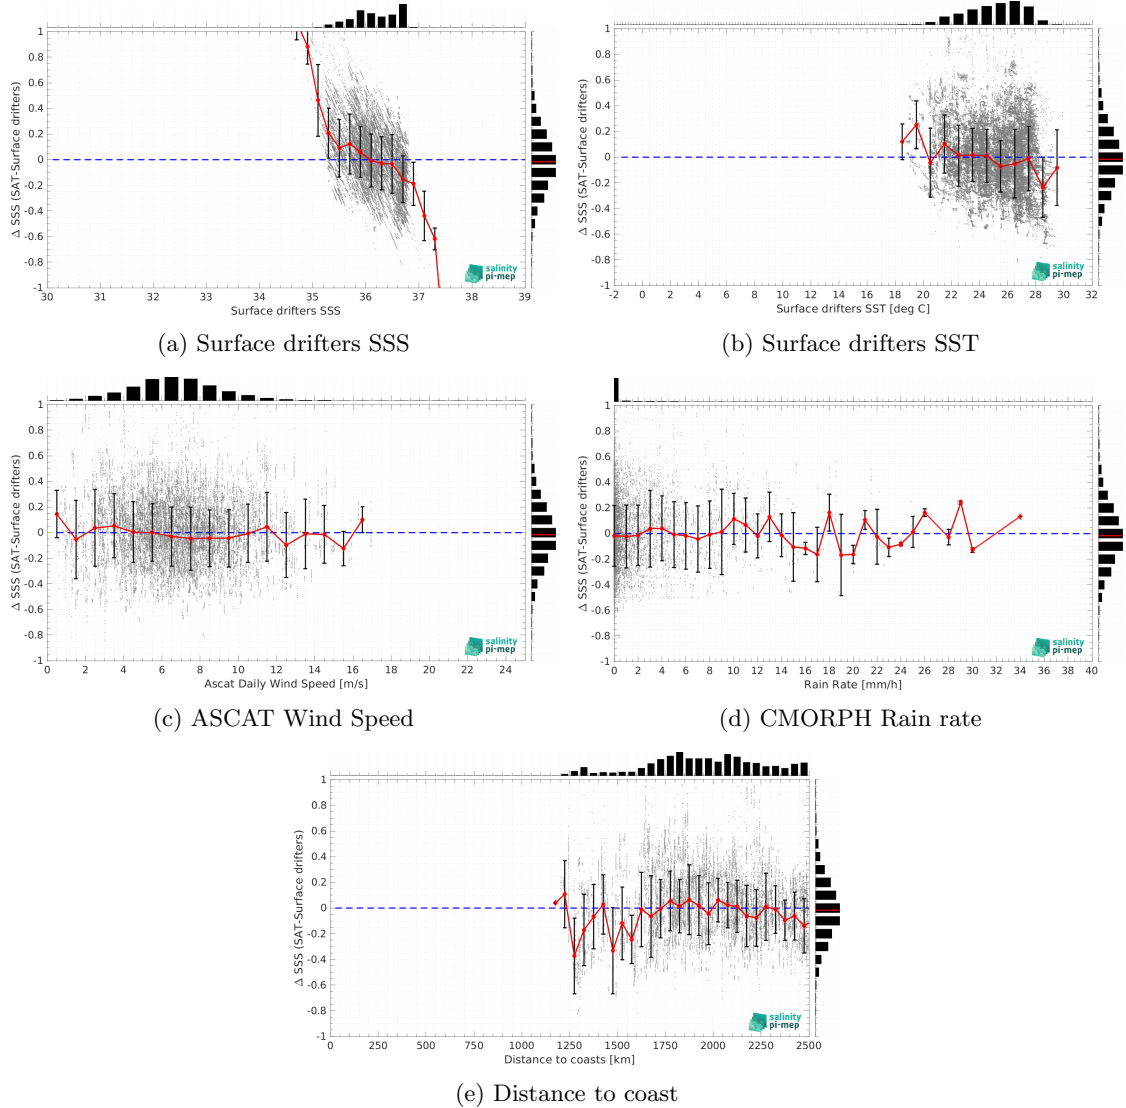 1
0.8
0.6
0.4
0.2
0
-0.2
-0.4
-0.6
-0.8
-1
Δ SSS (SAT-Surface drifters)
salinity
pi-mep
30 31 32 33 34 35 36 37 38 39
Surface drifters SSS
(a) Surface drifters SSS
1
0.8
0.6
0.4
0.2
0
-0.2
-0.4
-0.6
-0.8
-1
Δ SSS (SAT-Surface drifters)
salinity
pi-mep
-2 0 2 4 6 8 10 12 14 16 18 20 22 24 26 28 30 32
Surface drifters SST [deg C]
(b) Surface drifters SST
1
0.8
0.6
0.4
0.2
0
-0.2
-0.4
-0.6
-0.8
-1
Δ SSS (SAT-Surface drifters)
salinity
pi-mep
0 2 4 6 8 10 12 14 16 18 20 22 24
Ascat Daily Wind Speed [m/s]
(c) ASCAT Wind Speed
1
0.8
0.6
0.4
0.2
0
-0.2
-0.4
-0.6
-0.8
-1
Δ SSS (SAT-Surface drifters)
salinity
pi-mep
0 2 4 6 8 10 12 14 16 18 20 22 24 26 28 30 32 34 36 38 40
Rain Rate [mm/h]
(d) CMORPH Rain rate
1
0.8
0.6
0.4
0.2
0
-0.2
-0.4
-0.6
-0.8
-1
Δ SSS (SAT-Surface drifters)
salinity
pi-mep
0 250 500 750 1000 1250 1500 1750 2000 2250 2500
Distance to coasts [km]
(e) Distance to coast